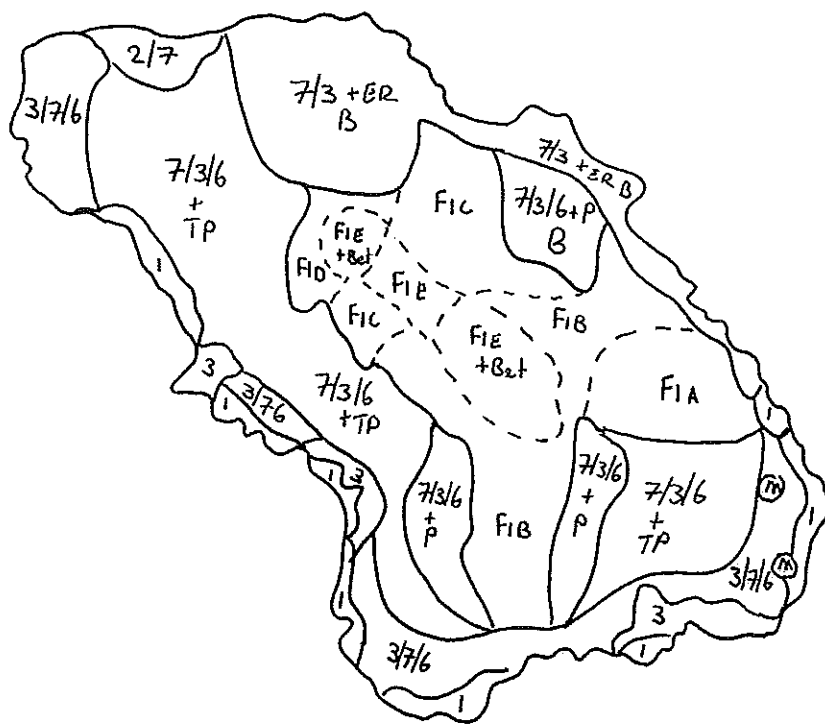 2/7
3/7/6
7/3 + ER
B
7/3 + ER B
7/3/6
+
TP
F1C
7/3/6+P
B
F1E
+B2t
F1D
1
F1E
F1C
F1B
F1E
+B2t
3
7/3/6
+TP
F1A
3/76
1
1
1
3
7/3/6
+
P
F1B
7/3/6
+
P
7/3/6
+
TP
m
1
m
3/7/6
1
3
3/7/6
1
1